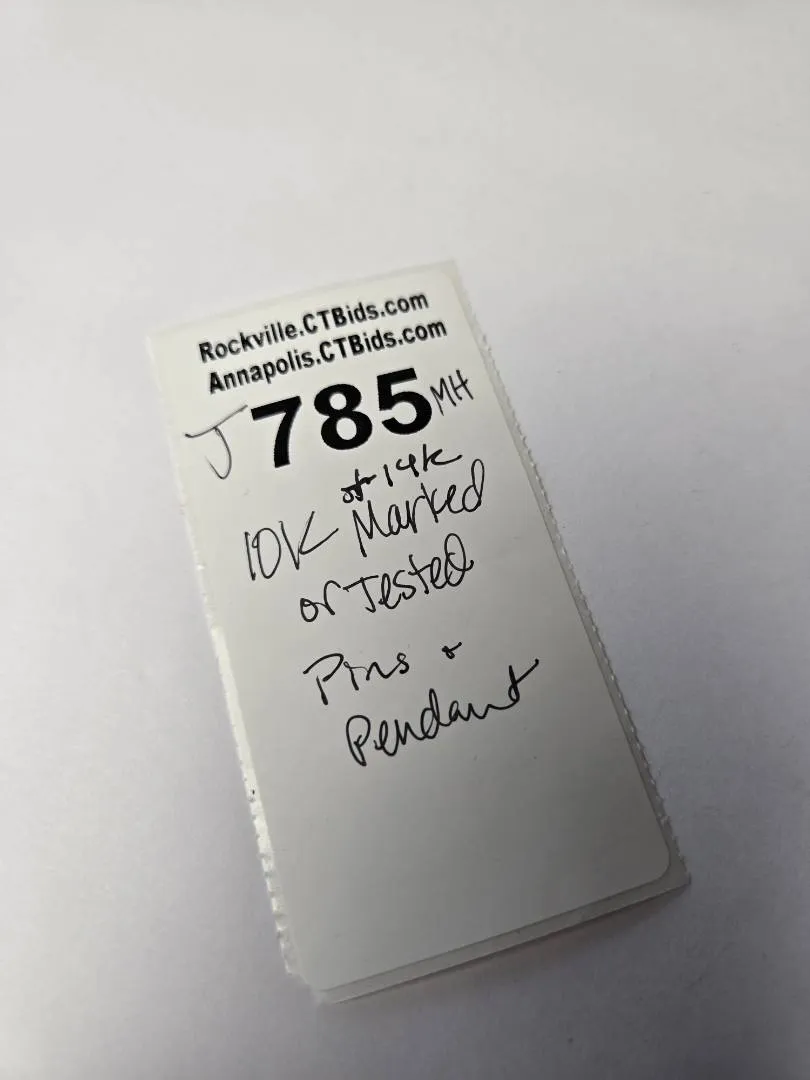 Rockville.CTBids.com
Annapolis.CTBids.com
J 785 MH
or 14k
10K Marked
or Tested
Pins &
Pendant